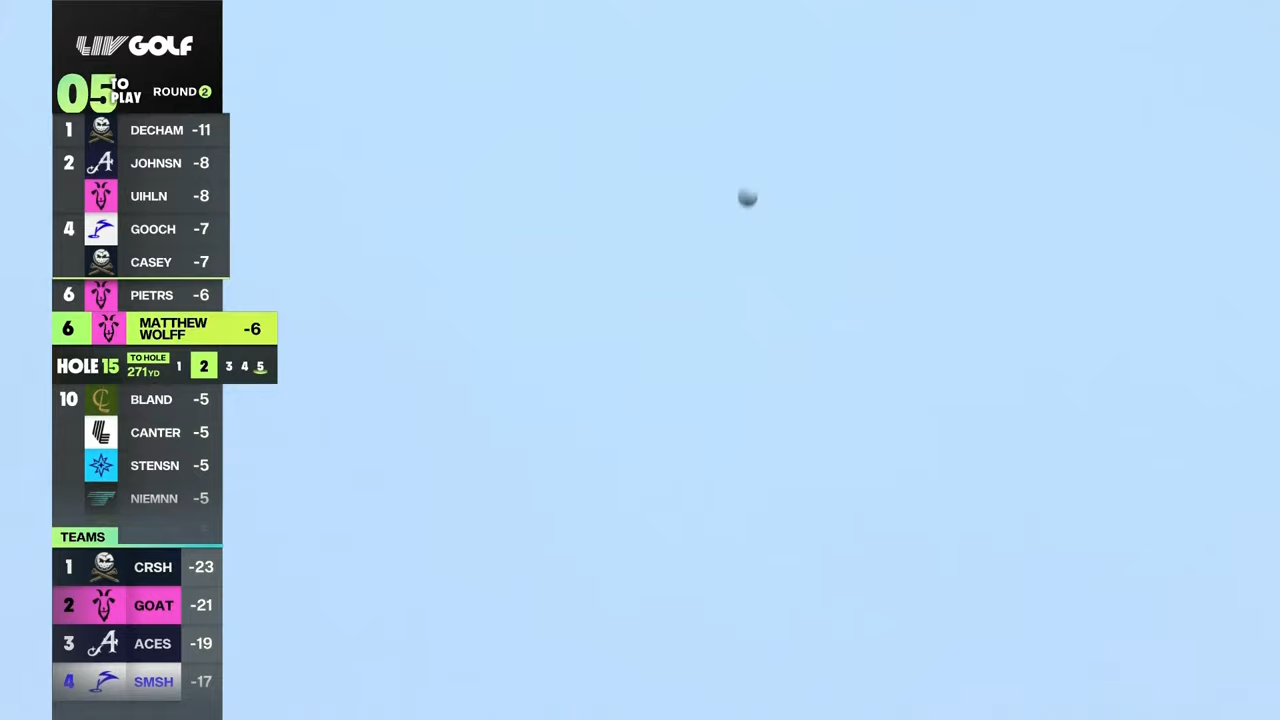 LIV GOLF
05 TO PLAY ROUND 2
1 DECHAM -11
2 JOHNSN -8
UIHLN -8
4 GOOCH -7
CASEY -7
6 PIETRS -6
6 MATTHEW WOLFF -6
HOLE 15 TO HOLE 271YD 1 2 3 4 5
10 BLAND -5
CANTER -5
STENSN -5
NIEMNN -5
TEAMS
1 CRSH -23
2 GOAT -21
3 ACES -19
4 SMSH -17